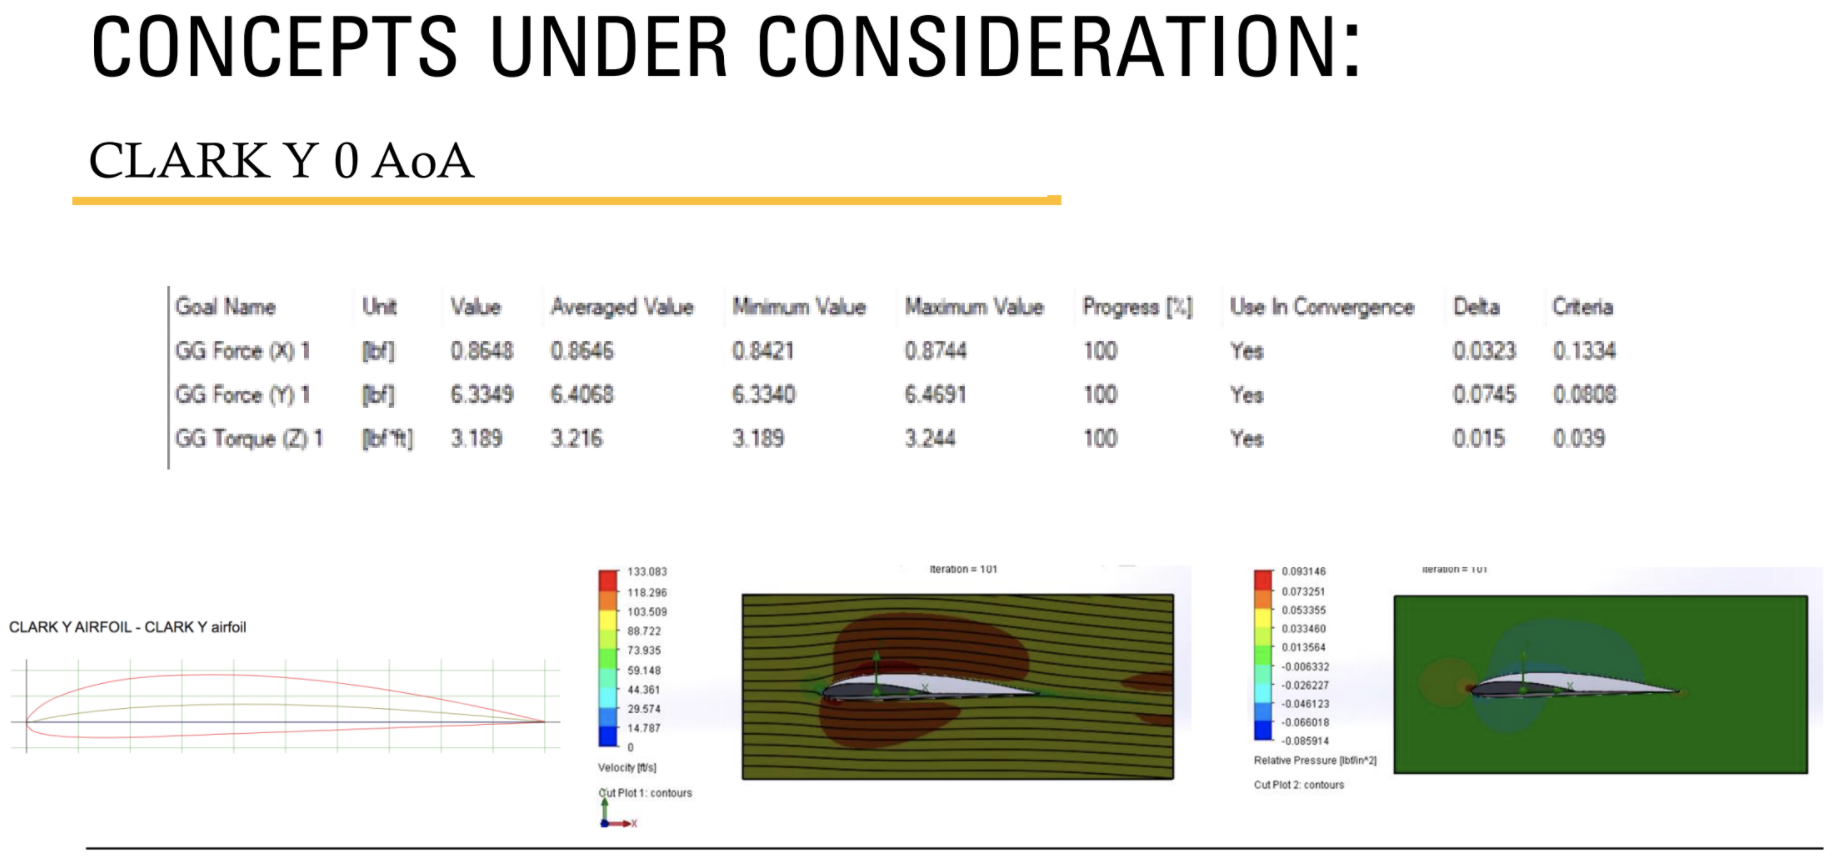 CONCEPTS UNDER CONSIDERATION:
CLARK Y 0 AoA
Goal Name Unit Value Averaged Value Minimum Value Maximum Value Progress [%] Use In Convergence Delta Criteria
GG Force (X) 1 [lbf] 0.8648 0.8646 0.8421 0.8744 100 Yes 0.0323 0.1334
GG Force (Y) 1 [lbf] 6.3349 6.4068 6.3340 6.4691 100 Yes 0.0745 0.0808
GG Torque (Z) 1 [lbf*ft] 3.189 3.216 3.189 3.244 100 Yes 0.015 0.039
CLARK Y AIRFOIL - CLARK Y airfoil
133.083
118.296
103.509
88.722
73.935
59.148
44.361
29.574
14.787
0
Velocity [ft/s]
Cut Plot 1: contours
Y
X
Iteration = 101
X
0.093146
0.073251
0.053355
0.033460
0.013564
-0.006332
-0.026227
-0.046123
-0.066018
-0.085914
Relative Pressure [lbf/in^2]
Cut Plot 2: contours
Iteration = 101
X